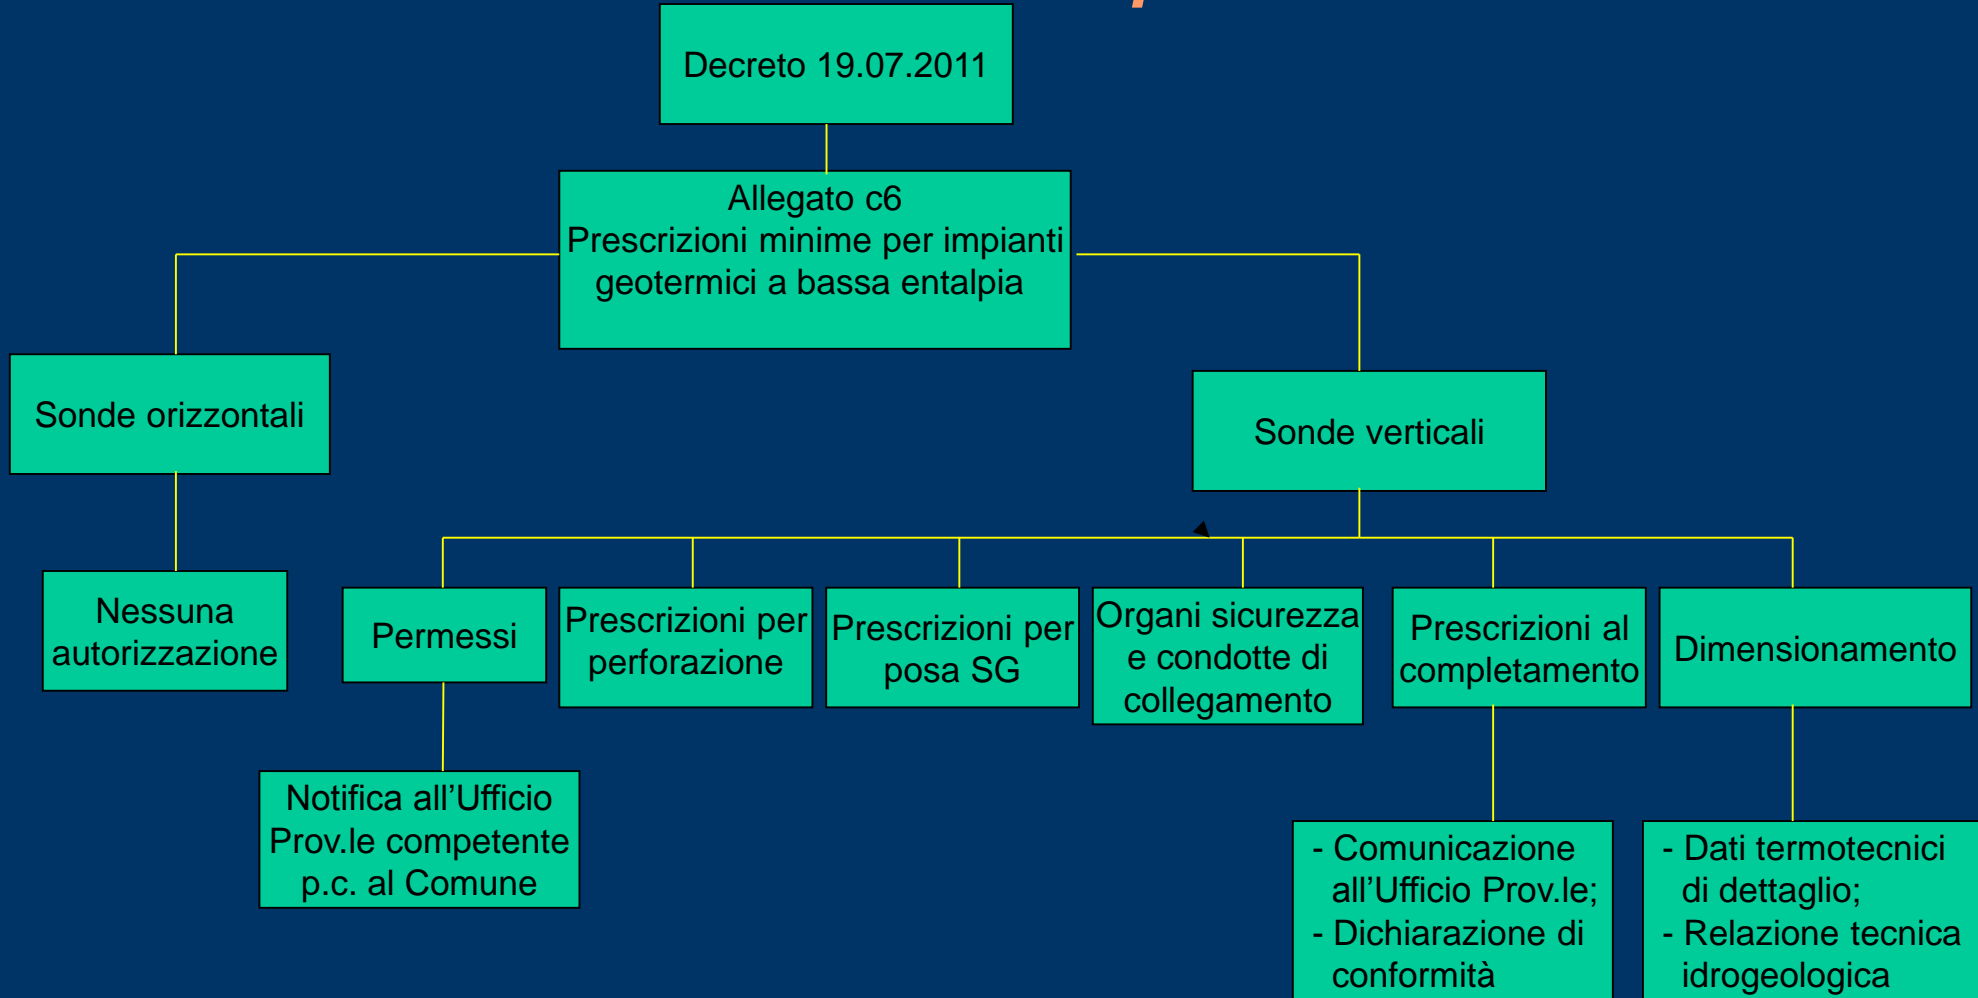 Decreto 19.07.2011
Allegato c6
Prescrizioni minime per impianti
geotermici a bassa entalpia
Sonde orizzontali
Sonde verticali
Nessuna
autorizzazione
Permessi
Prescrizioni per
perforazione
Prescrizioni per
posa SG
Organi sicurezza
e condotte di
collegamento
Prescrizioni al
completamento
Dimensionamento
Notifica all’Ufficio
Prov.le competente
p.c. al Comune
- Comunicazione
all’Ufficio Prov.le;
- Dichiarazione di
conformità
- Dati termotecnici
di dettaglio;
- Relazione tecnica
idrogeologica